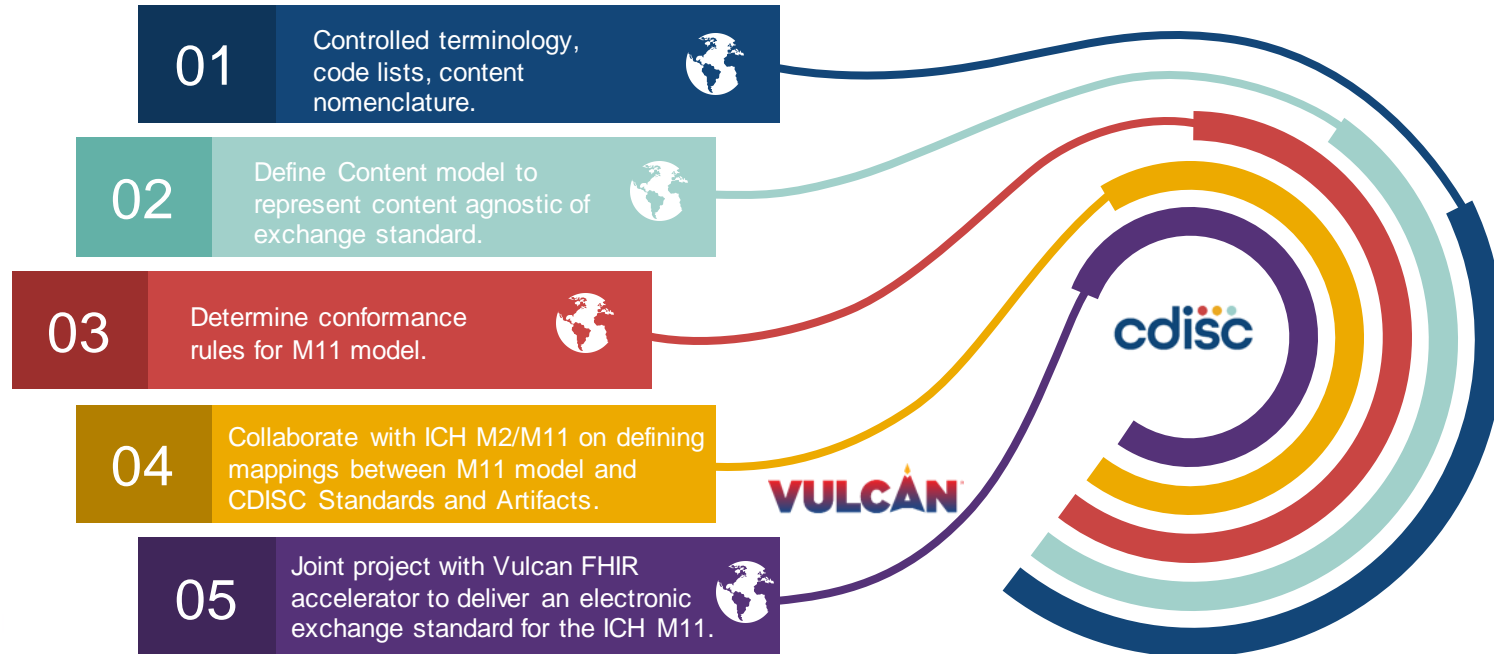 01
Controlled terminology,
code lists, content
nomenclature.
02
Define Content model to
represent content agnostic of
exchange standard.
03
Determine conformance
rules for M11 model.
04
Collaborate with ICH M2/M11 on defining
mappings between M11 model and
CDISC Standards and Artifacts.
05
Joint project with Vulcan FHIR
accelerator to deliver an electronic
exchange standard for the ICH M11.
VULCAN
cdisc